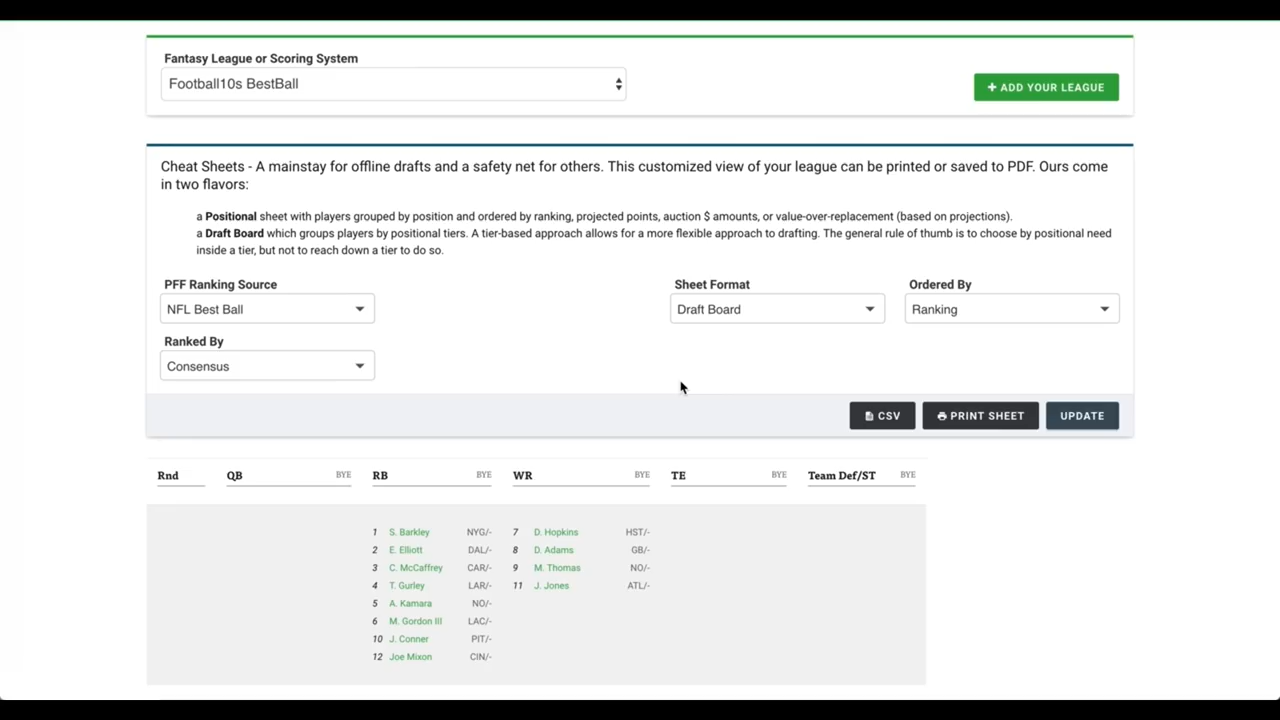 Fantasy League or Scoring System
Football10s BestBall
+ ADD YOUR LEAGUE
Cheat Sheets - A mainstay for offline drafts and a safety net for others. This customized view of your league can be printed or saved to PDF. Ours come
in two flavors:
a Positional sheet with players grouped by position and ordered by ranking, projected points, auction $ amounts, or value-over-replacement (based on projections).
a Draft Board which groups players by positional tiers. A tier-based approach allows for a more flexible approach to drafting. The general rule of thumb is to choose by positional need
inside a tier, but not to reach down a tier to do so.
PFF Ranking Source Sheet Format Ordered By
NFL Best Ball Draft Board Ranking
Ranked By
Consensus
CSV PRINT SHEET UPDATE
Rnd QB BYE RB BYE WR BYE TE BYE Team Def/ST BYE
1 S. Barkley NYG/- 7 D. Hopkins HST/-
2 E. Elliott DAL/- 8 D. Adams GB/-
3 C. McCaffrey CAR/- 9 M. Thomas NO/-
4 T. Gurley LAR/- 11 J. Jones ATL/-
5 A. Kamara NO/-
6 M. Gordon III LAC/-
10 J. Conner PIT/-
12 Joe Mixon CIN/-